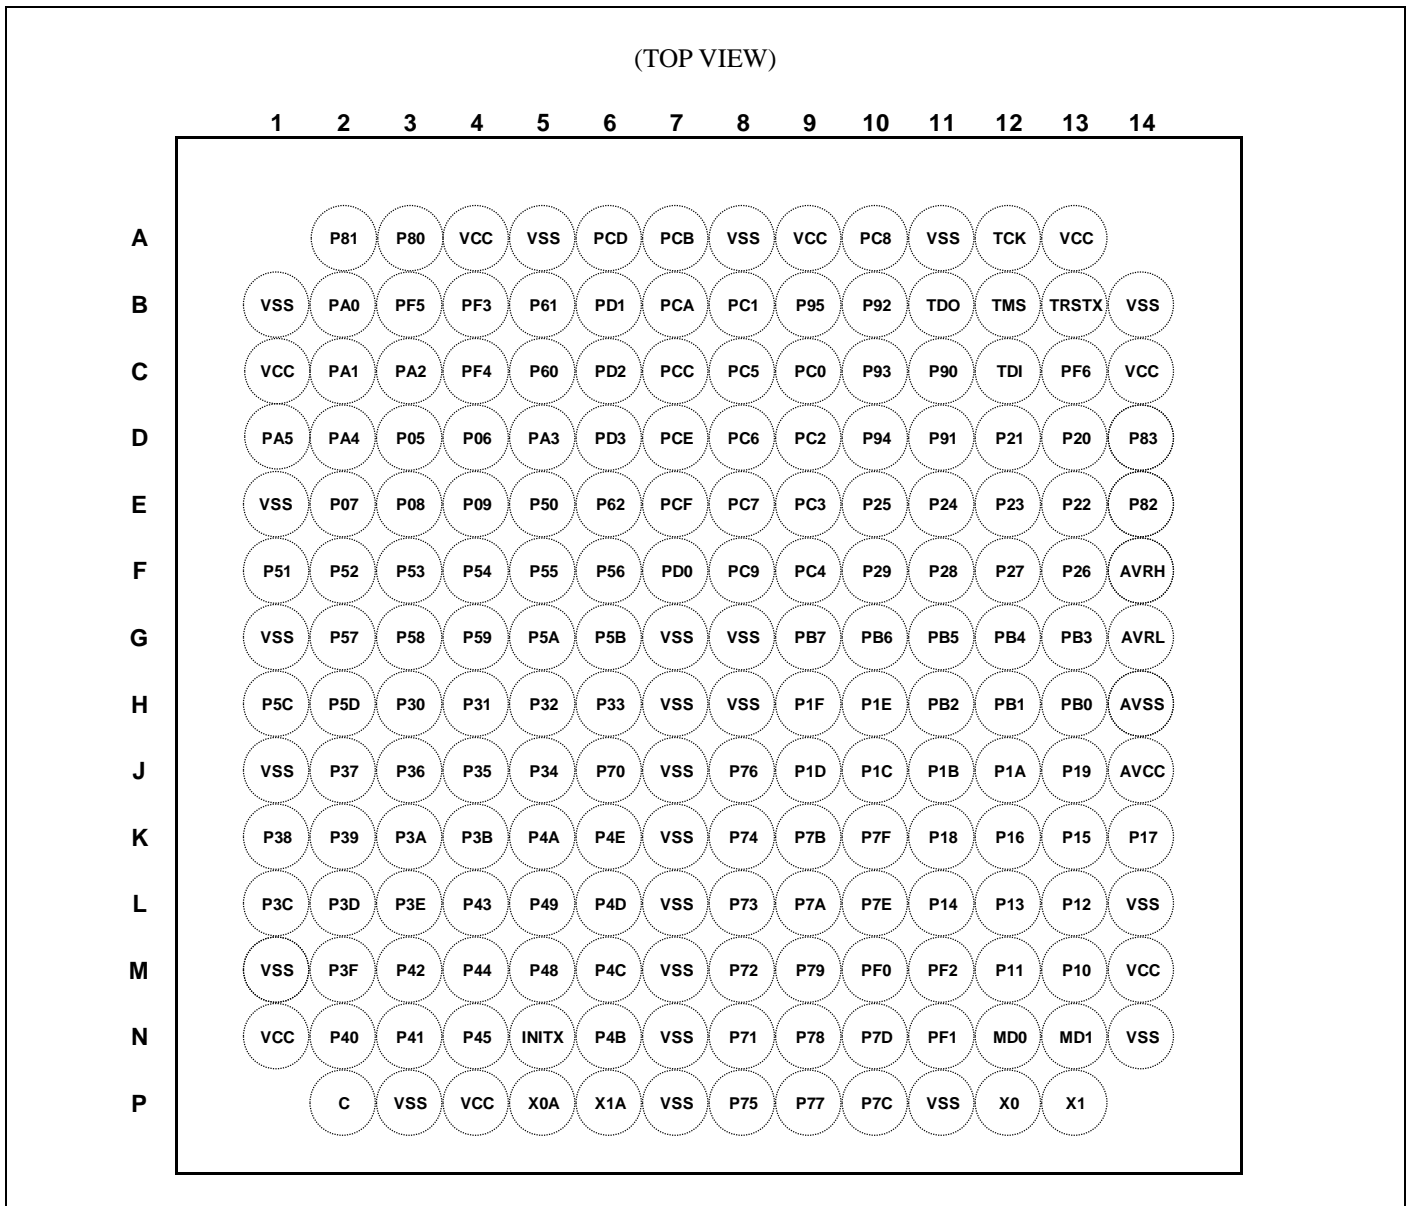 (TOP VIEW)
1 2 3 4 5 6 7 8 9 10 11 12 13 14
A P81 P80 VCC VSS PCD PCB VSS VCC PC8 VSS TCK VCC
B VSS PA0 PF5 PF3 P61 PD1 PCA PC1 P95 P92 TDO TMS TRSTX VSS
C VCC PA1 PA2 PF4 P60 PD2 PCC PC5 PC0 P93 P90 TDI PF6 VCC
D PA5 PA4 P05 P06 PA3 PD3 PCE PC6 PC2 P94 P91 P21 P20 P83
E VSS P07 P08 P09 P50 P62 PCF PC7 PC3 P25 P24 P23 P22 P82
F P51 P52 P53 P54 P55 P56 PD0 PC9 PC4 P29 P28 P27 P26 AVRH
G VSS P57 P58 P59 P5A P5B VSS VSS PB7 PB6 PB5 PB4 PB3 AVRL
H P5C P5D P30 P31 P32 P33 VSS VSS P1F P1E PB2 PB1 PB0 AVSS
J VSS P37 P36 P35 P34 P70 VSS P76 P1D P1C P1B P1A P19 AVCC
K P38 P39 P3A P3B P4A P4E VSS P74 P7B P7F P18 P16 P15 P17
L P3C P3D P3E P43 P49 P4D VSS P73 P7A P7E P14 P13 P12 VSS
M VSS P3F P42 P44 P48 P4C VSS P72 P79 PF0 PF2 P11 P10 VCC
N VCC P40 P41 P45 INITX P4B VSS P71 P78 P7D PF1 MD0 MD1 VSS
P C VSS VCC X0A X1A VSS P75 P77 P7C VSS X0 X1